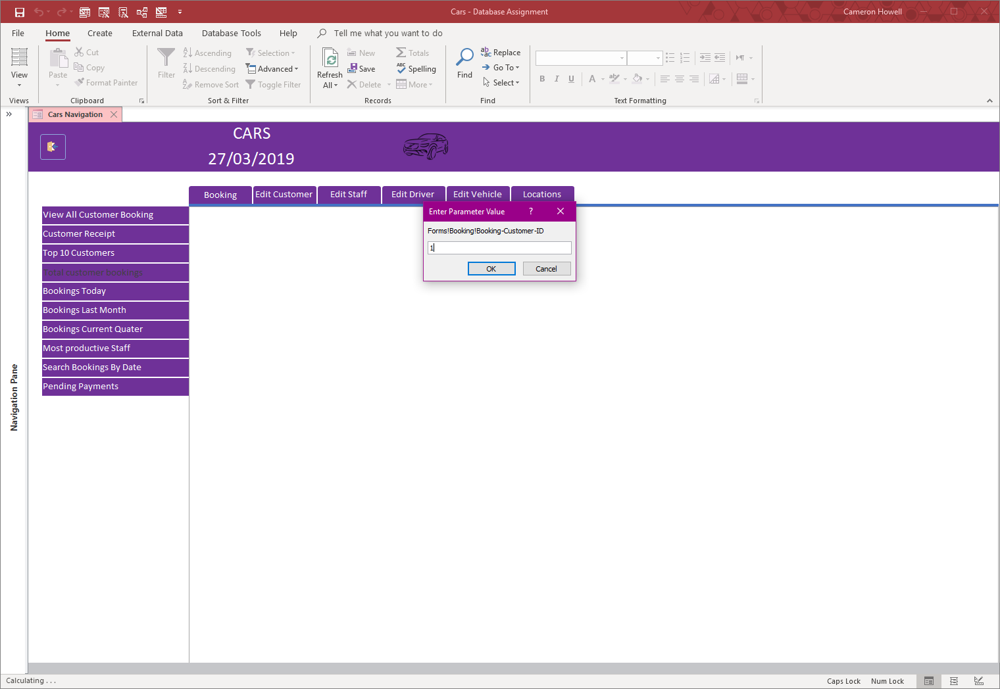 Cars - Database Assignment
Cameron Howell
File Home Create External Data Database Tools Help Tell me what you want to do
View
Views
Paste
Cut
Copy
Format Painter
Clipboard
Filter
Ascending
Descending
Remove Sort
Selection
Advanced
Toggle Filter
Sort & Filter
Refresh
All
New
Save
Delete
Totals
Spelling
More
Records
Find
Replace
Go To
Select
Find
B I U A
Text Formatting
Cars Navigation
CARS
27/03/2019
Booking Edit Customer Edit Staff Edit Driver Edit Vehicle Locations
View All Customer Booking
Customer Receipt
Top 10 Customers
Total customer bookings
Bookings Today
Bookings Last Month
Bookings Current Quater
Most productive Staff
Search Bookings By Date
Pending Payments
Enter Parameter Value ?
Forms!Booking!Booking-Customer-ID
1
OK Cancel
Navigation Pane
Calculating . . .
Caps Lock Num Lock